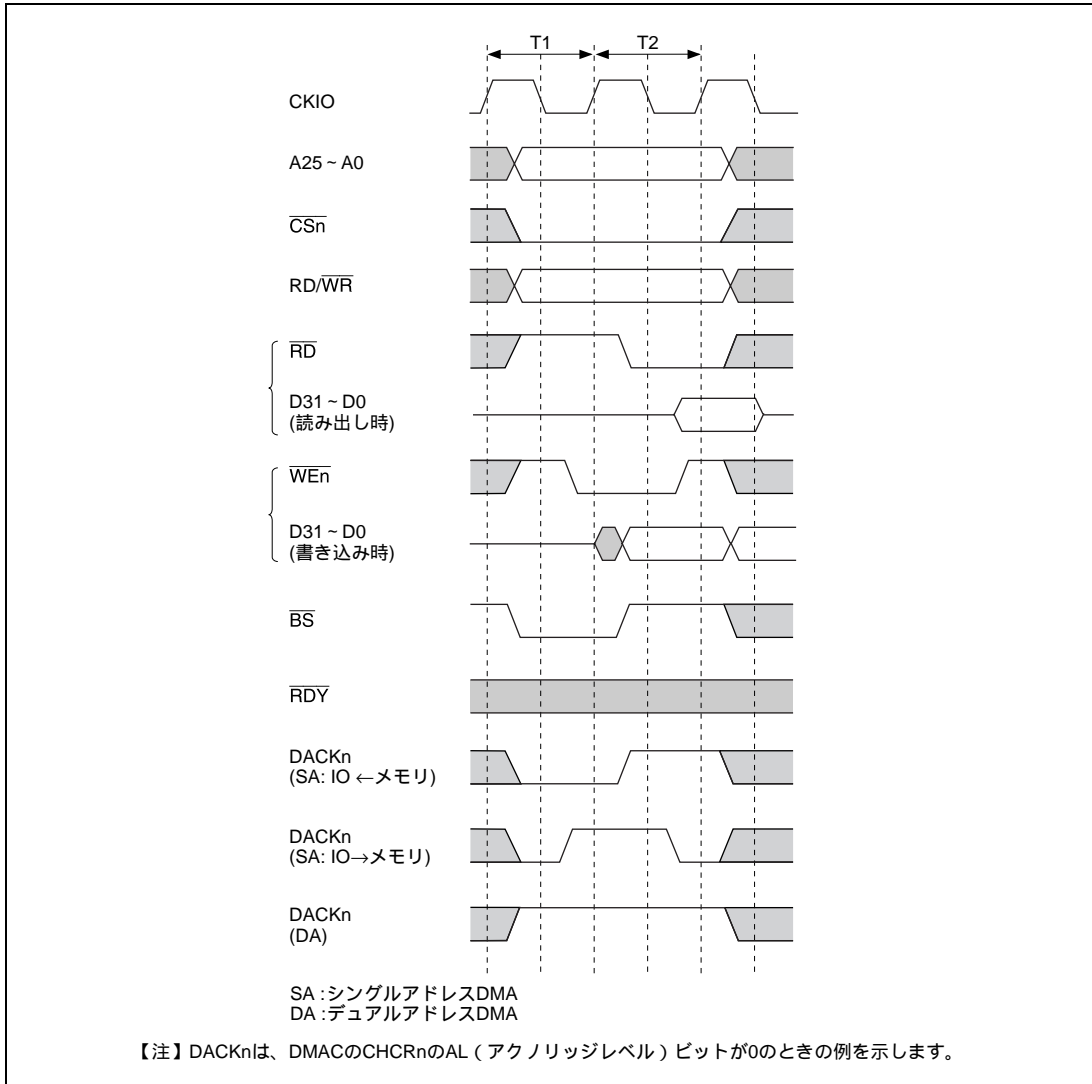 T1 T2
CKIO
A25 ~ A0
CSn
RD/WR
RD
D31 ~ D0
(読み出し時)
WEn
D31 ~ D0
(書き込み時)
BS
RDY
DACKn
(SA: IO ←メモリ)
DACKn
(SA: IO→メモリ)
DACKn
(DA)
SA :シングルアドレスDMA
DA :デュアルアドレスDMA
【注】DACKnは、DMACのCHCRnのAL(アクノリッジレベル)ビットが0のときの例を示します。